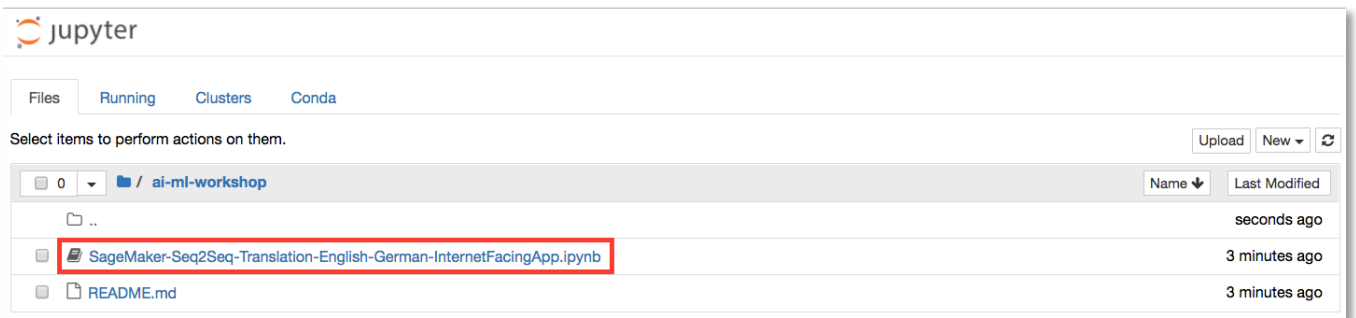 jupyter
Files Running Clusters Conda
Select items to perform actions on them.
Upload New
0 / ai-ml-workshop Name Last Modified
.. seconds ago
SageMaker-Seq2Seq-Translation-English-German-InternetFacingApp.ipynb 3 minutes ago
README.md 3 minutes ago